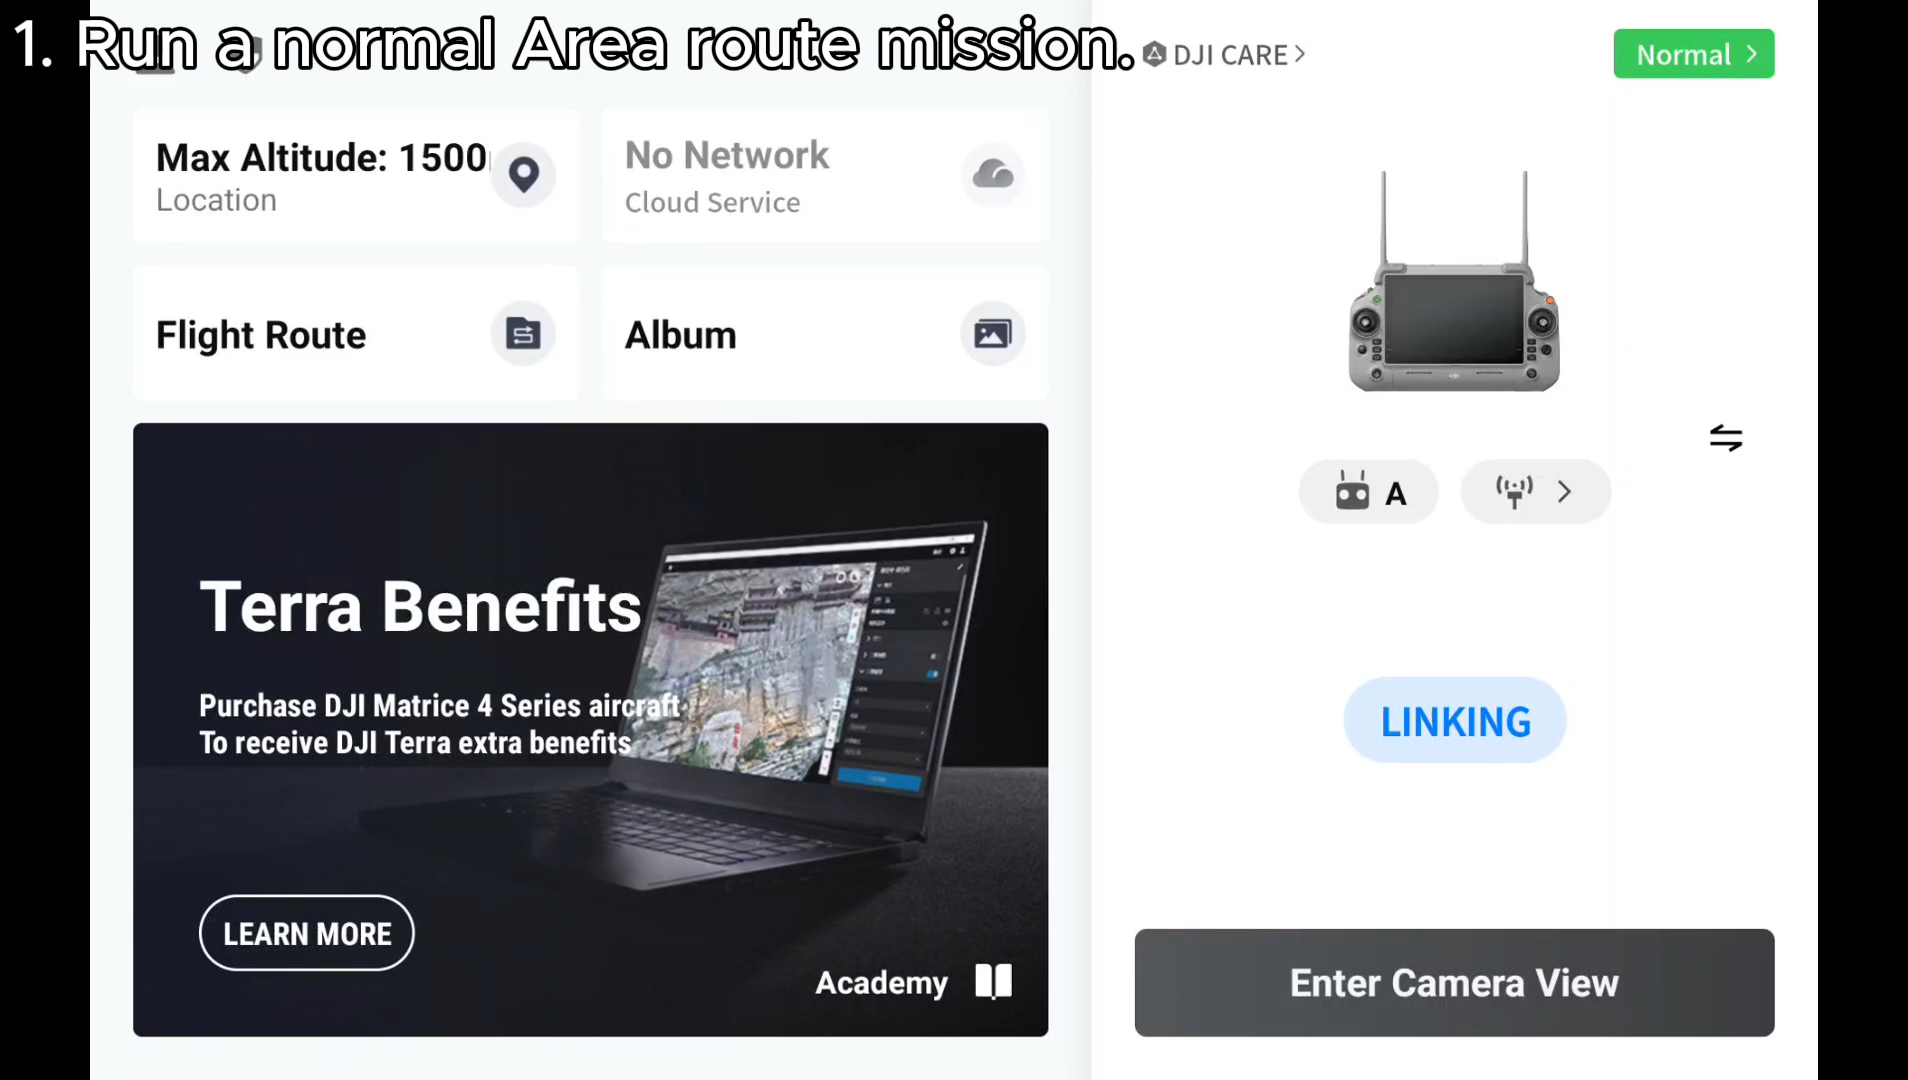 1. Run a normal Area route mission.
DJI CARE
Normal
Max Altitude: 1500
Location
No Network
Cloud Service
Flight Route
Album
A
Terra Benefits
Purchase DJI Matrice 4 Series aircraft
To receive DJI Terra extra benefits
LEARN MORE
Academy
LINKING
Enter Camera View